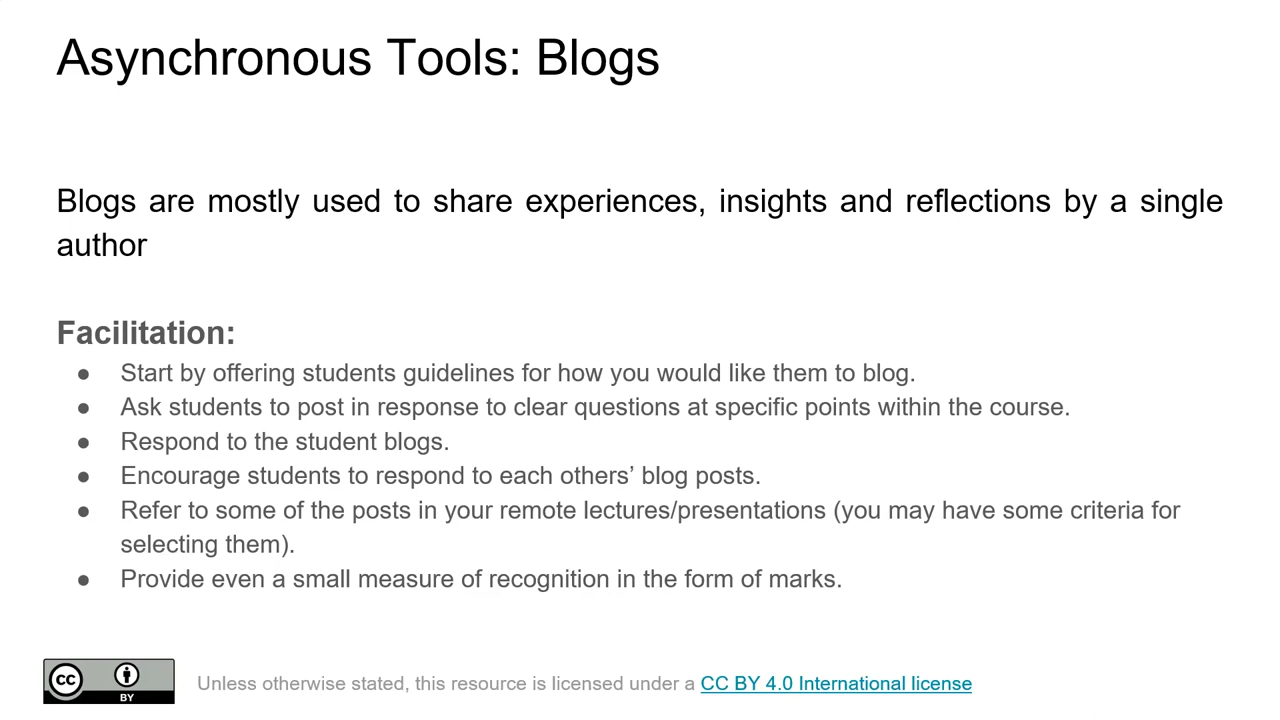 Asynchronous Tools: Blogs
Blogs are mostly used to share experiences, insights and reflections by a single
author
Facilitation:
● Start by offering students guidelines for how you would like them to blog.
● Ask students to post in response to clear questions at specific points within the course.
● Respond to the student blogs.
● Encourage students to respond to each others’ blog posts.
● Refer to some of the posts in your remote lectures/presentations (you may have some criteria for
selecting them).
● Provide even a small measure of recognition in the form of marks.
cc
BY
Unless otherwise stated, this resource is licensed under a CC BY 4.0 International license